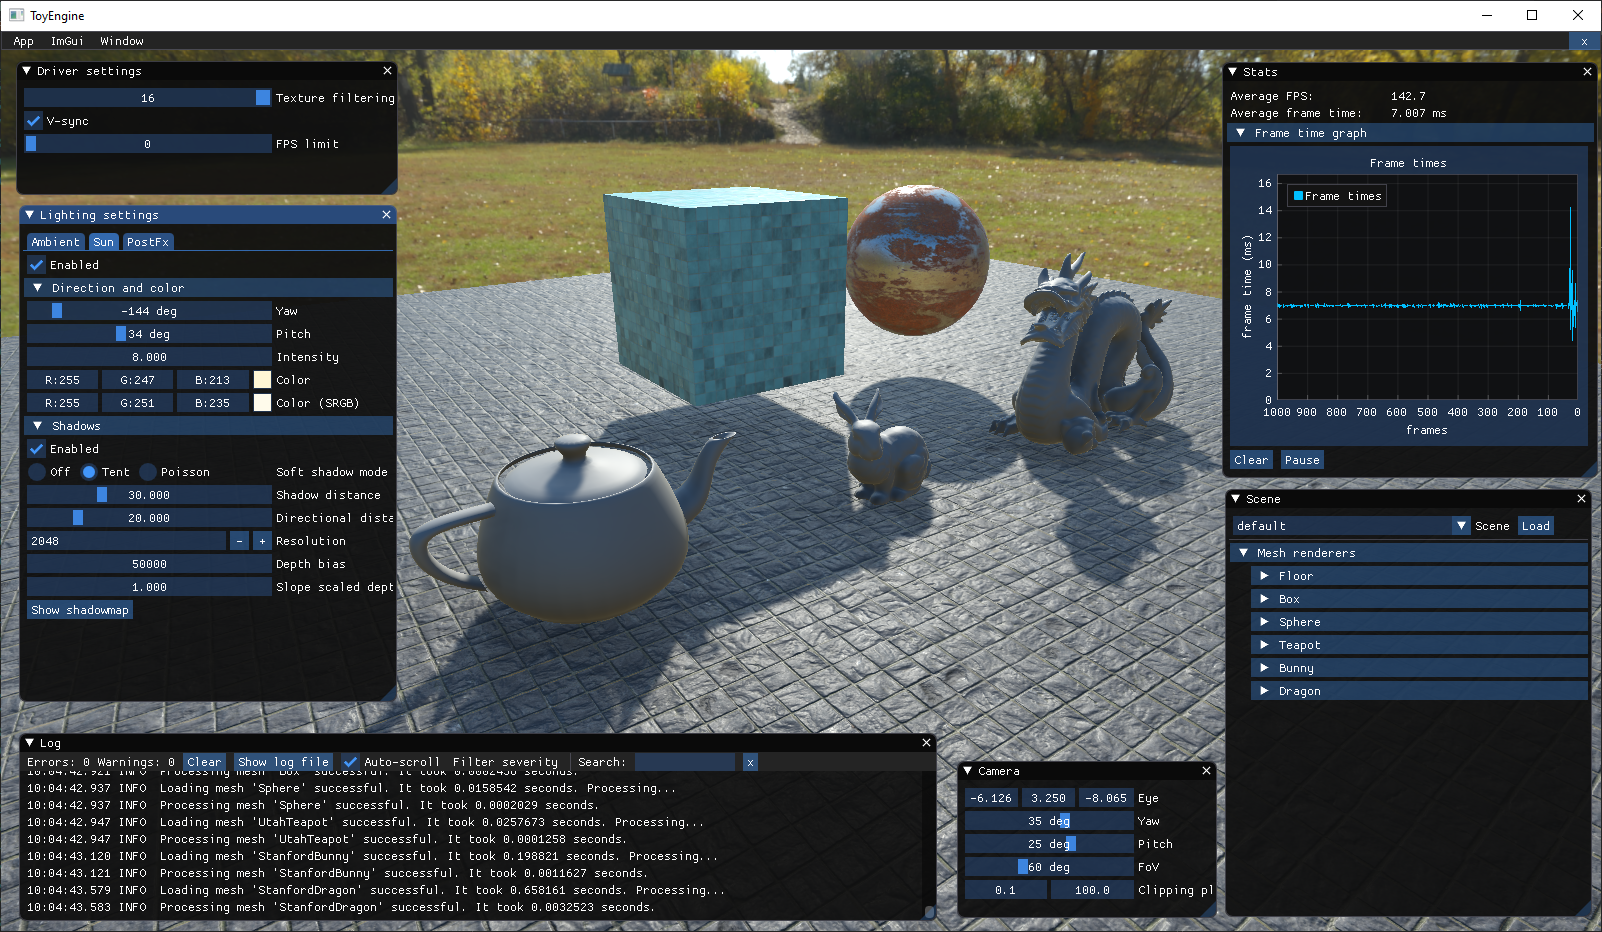 ToyEngine
App ImGui Window x
Driver settings
16 Texture filtering
V-sync
0 FPS limit
Lighting settings
Ambient Sun PostFx
Enabled
Direction and color
-144 deg Yaw
34 deg Pitch
8.000 Intensity
R:255 G:247 B:213 Color
R:255 G:251 B:235 Color (SRGB)
Shadows
Enabled
Off Tent Poisson Soft shadow mode
30.000 Shadow distance
20.000 Directional dista
2048 - + Resolution
50000 Depth bias
1.000 Slope scaled dept
Show shadowmap
Stats
Average FPS: 142.7
Average frame time: 7.007 ms
Frame time graph
Frame times
Frame times
frame time (ms)
16
14
12
10
8
6
4
2
0
1000 900 800 700 600 500 400 300 200 100 0
frames
Clear Pause
Scene
default Scene Load
Mesh renderers
Floor
Box
Sphere
Teapot
Bunny
Dragon
Log
Errors: 0 Warnings: 0 Clear Show log file Auto-scroll Filter severity Search: x
10:04:42.921 INFO Processing mesh 'Box' successful. It took 0.0002436 seconds.
10:04:42.937 INFO Loading mesh 'Sphere' successful. It took 0.0158542 seconds. Processing...
10:04:42.937 INFO Processing mesh 'Sphere' successful. It took 0.0002029 seconds.
10:04:42.947 INFO Loading mesh 'UtahTeapot' successful. It took 0.0257673 seconds. Processing...
10:04:42.947 INFO Processing mesh 'UtahTeapot' successful. It took 0.0001258 seconds.
10:04:43.120 INFO Loading mesh 'StanfordBunny' successful. It took 0.198821 seconds. Processing...
10:04:43.121 INFO Processing mesh 'StanfordBunny' successful. It took 0.0011627 seconds.
10:04:43.579 INFO Loading mesh 'StanfordDragon' successful. It took 0.658161 seconds. Processing...
10:04:43.583 INFO Processing mesh 'StanfordDragon' successful. It took 0.0032523 seconds.
Camera
-6.126 3.250 -8.065 Eye
35 deg Yaw
25 deg Pitch
60 deg FoV
0.1 100.0 Clipping pl